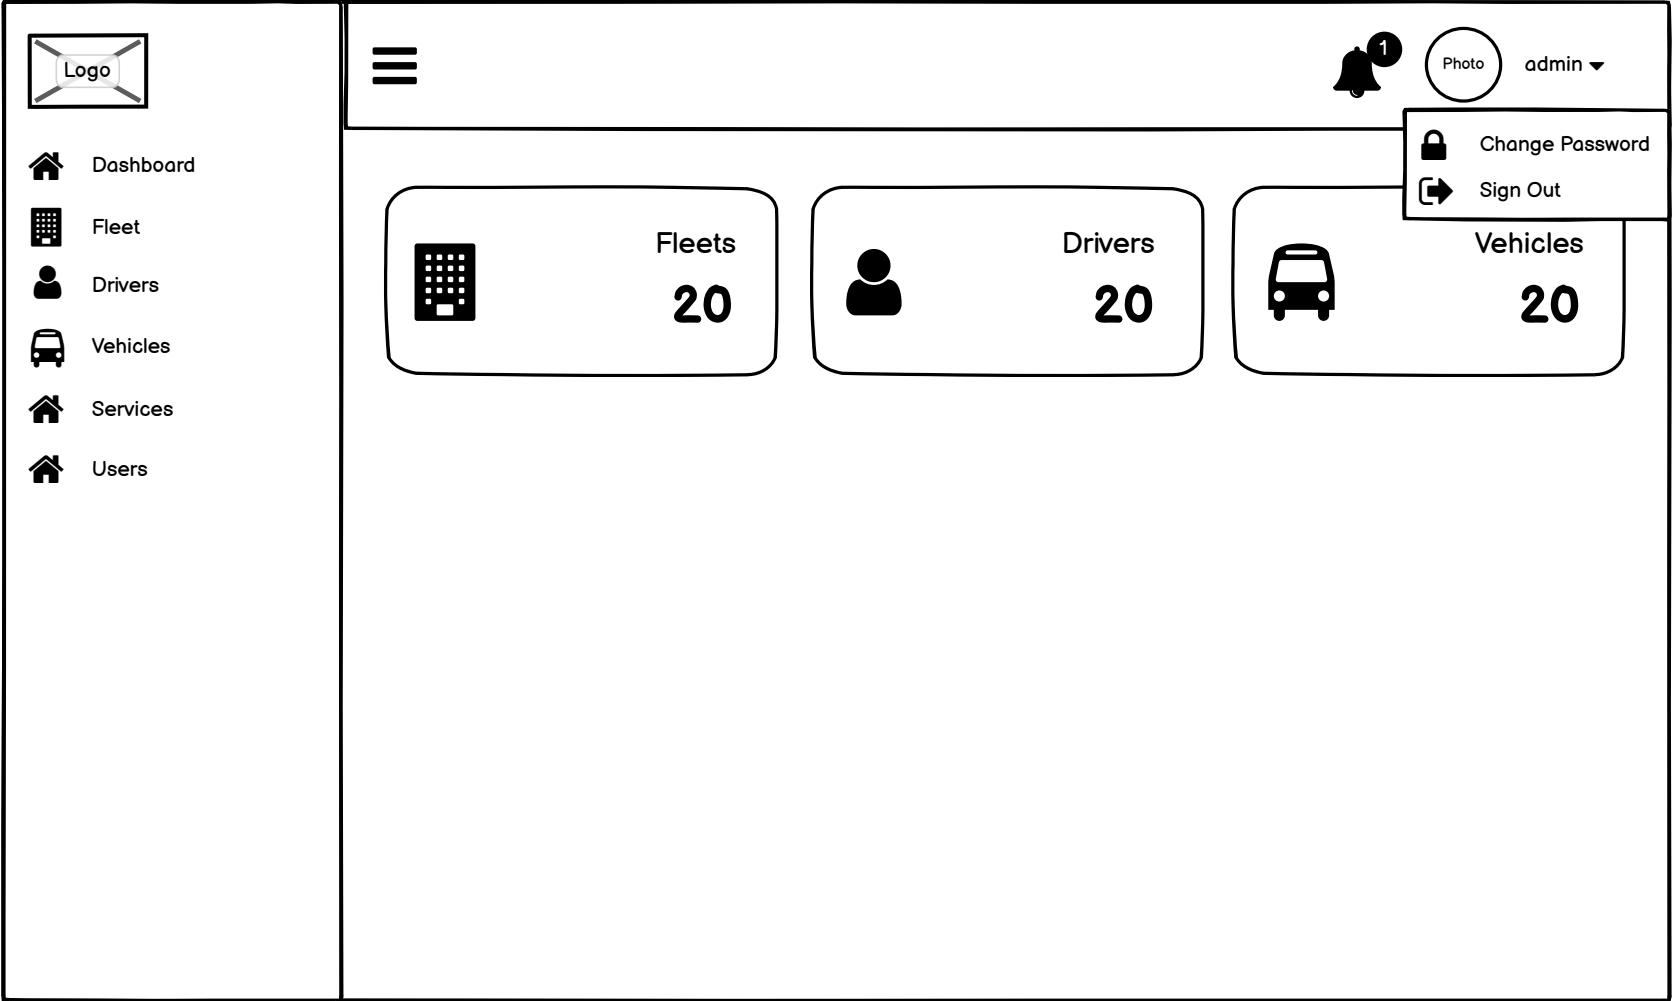 Logo
Dashboard
Fleet
Drivers
Vehicles
Services
Users
1
Photo
admin
Change Password
Sign Out
Fleets
20
Drivers
20
Vehicles
20